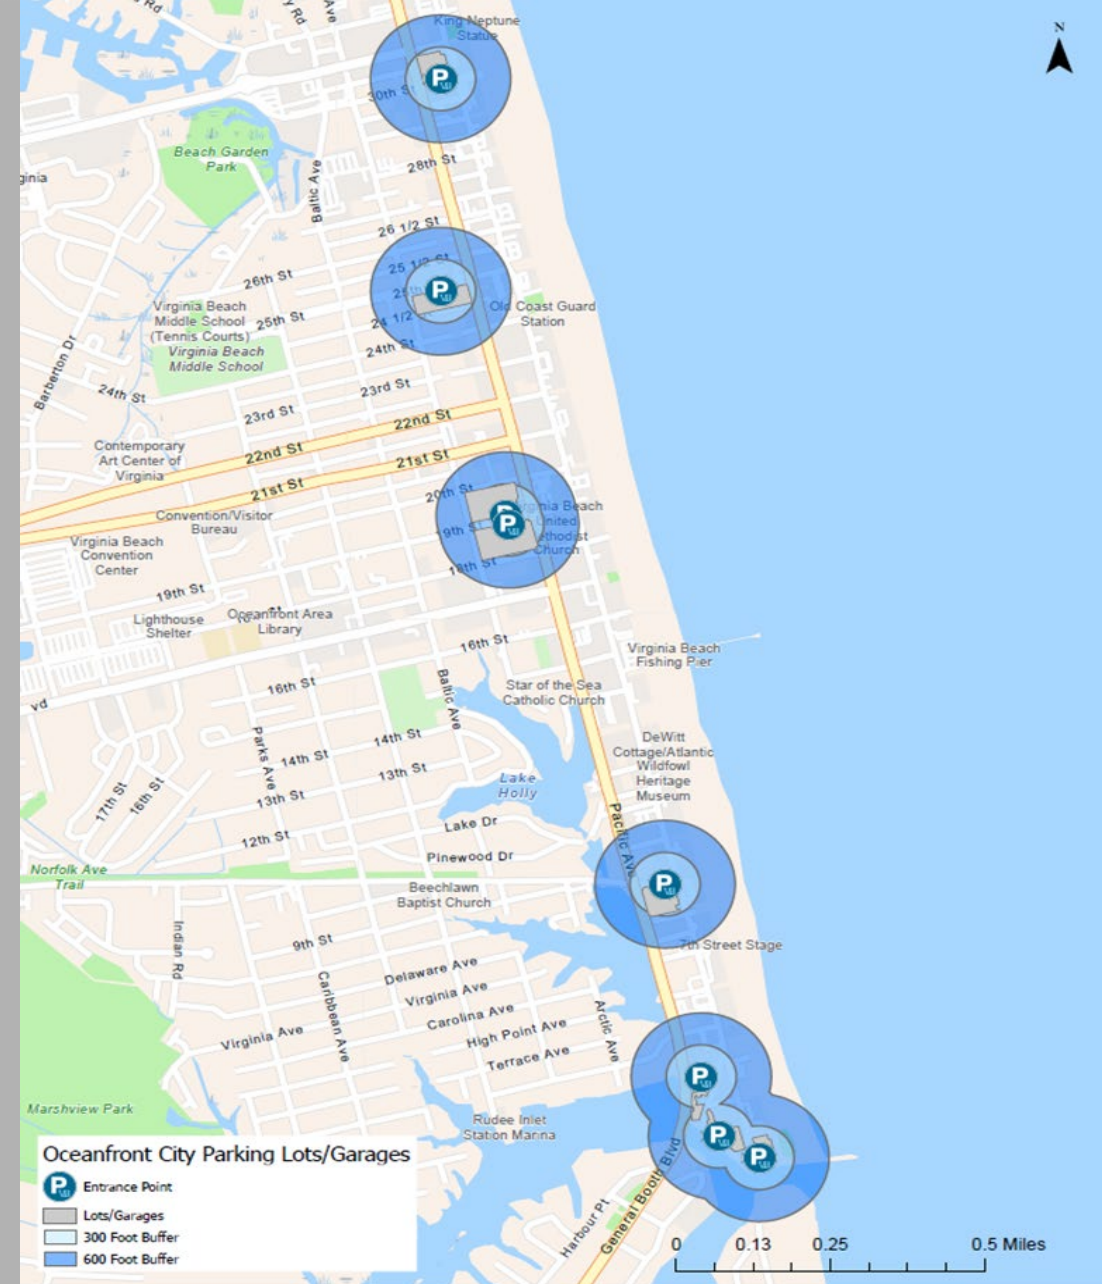 Rd
y Rd
Ave
King Neptune
Statue
N
30th St
Beach Garden
Park
28th St
ginia
Baltic Ave
26 1/2 St
25 1/2 St
26th St
25th
Virginia Beach
Middle School
(Tennis Courts)
25th St
24 1/2
Old Coast Guard
Station
Virginia Beach
Middle School
24th St
Barberton Dr
24th St
23rd St
23rd St
22nd St
Contemporary
Art Center of
Virginia
22nd St
21st St
21st St
20th St
Convention/Visitor
Bureau
Virginia Beach
United
Methodist
Church
19th St
Virginia Beach
Convention
Center
18th St
19th St
Lighthouse
Shelter
Oceanfront Area
Library
16th St
Virginia Beach
Fishing Pier
16th St
Baltic Ave
Star of the Sea
Catholic Church
vd
14th St
DeWitt
Cottage/Atlantic
Wildfowl
Heritage
Museum
Parks Ave
14th St
13th St
Lake
Holly
17th St
16th St
13th St
Pacific Ave
Lake Dr
12th St
Pinewood Dr
Norfolk Ave
Trail
P
Beechlawn
Baptist Church
7th Street Stage
Indian Rd
9th St
Delaware Ave
Caribbean Ave
Virginia Ave
Carolina Ave
Arctic Ave
High Point Ave
Virginia Ave
Terrace Ave
Marshview Park
Rudee Inlet
Station Marina
General Booth Blvd
Harbour Pt
Oceanfront City Parking Lots/Garages
P Entrance Point
Lots/Garages
300 Foot Buffer
600 Foot Buffer
0 0.13 0.25 0.5 Miles